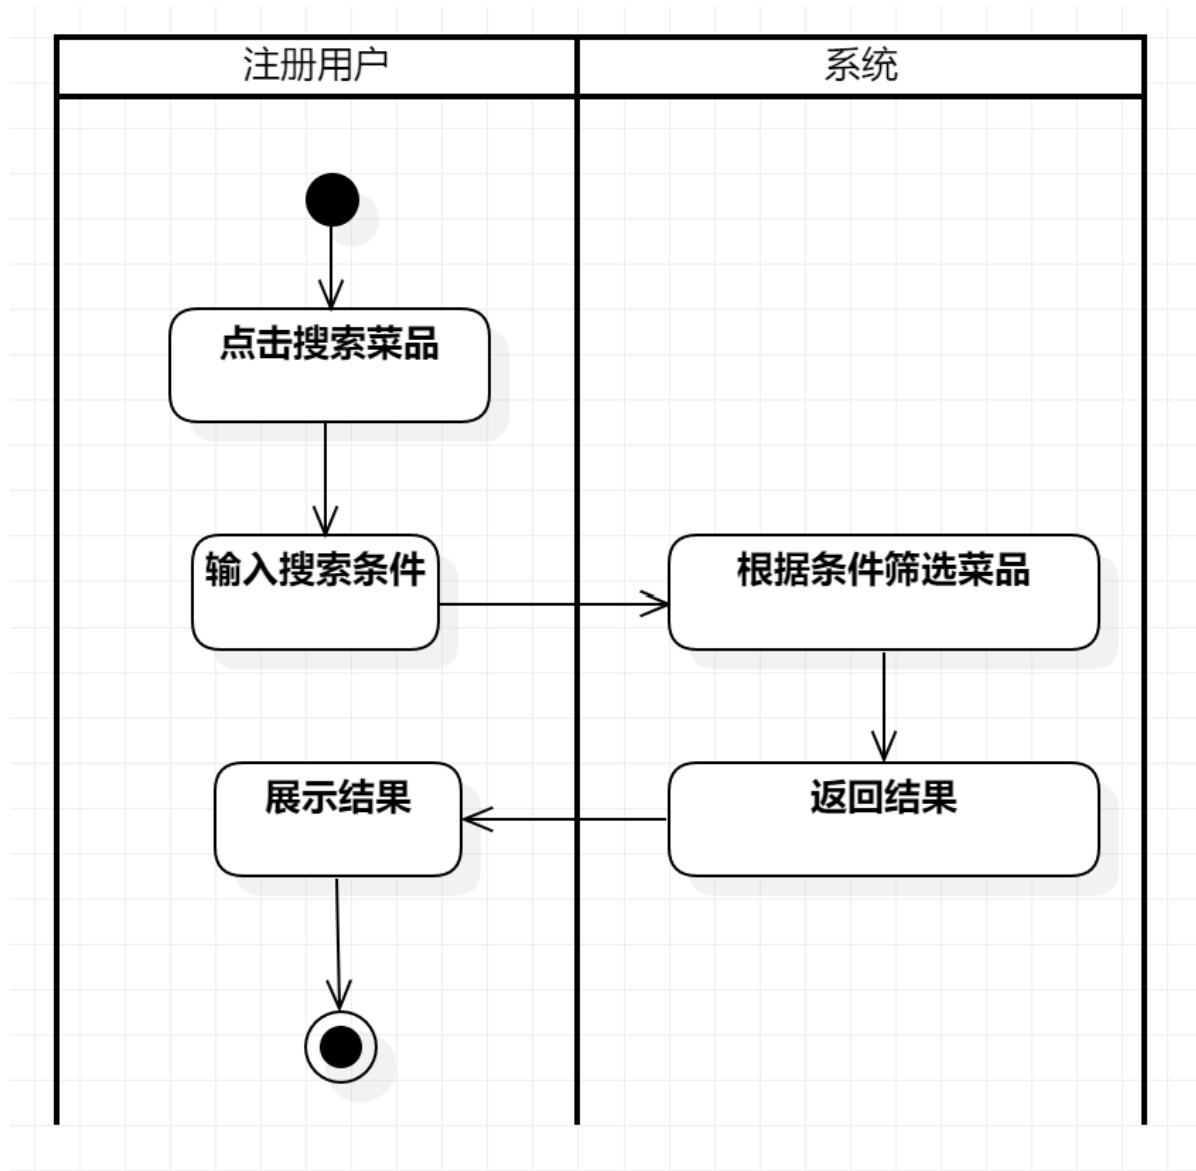 注册用户
系统
点击搜索菜品
输入搜索条件
根据条件筛选菜品
展示结果
返回结果